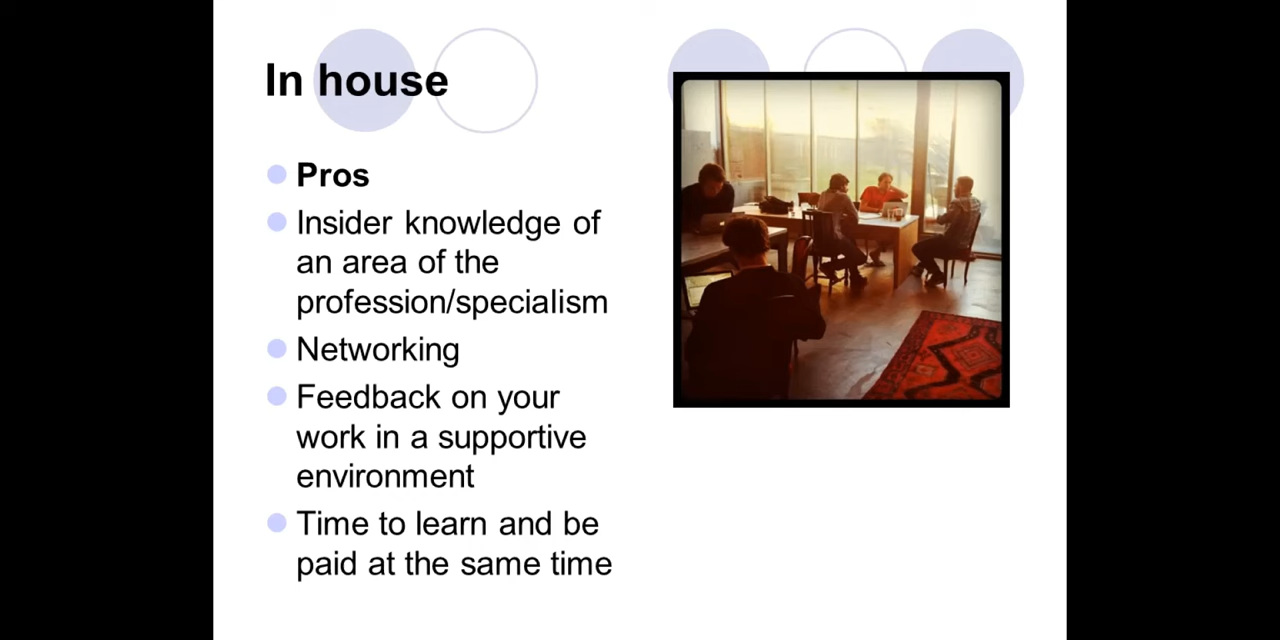 In house
Pros
Insider knowledge of
an area of the
profession/specialism
Networking
Feedback on your
work in a supportive
environment
Time to learn and be
paid at the same time